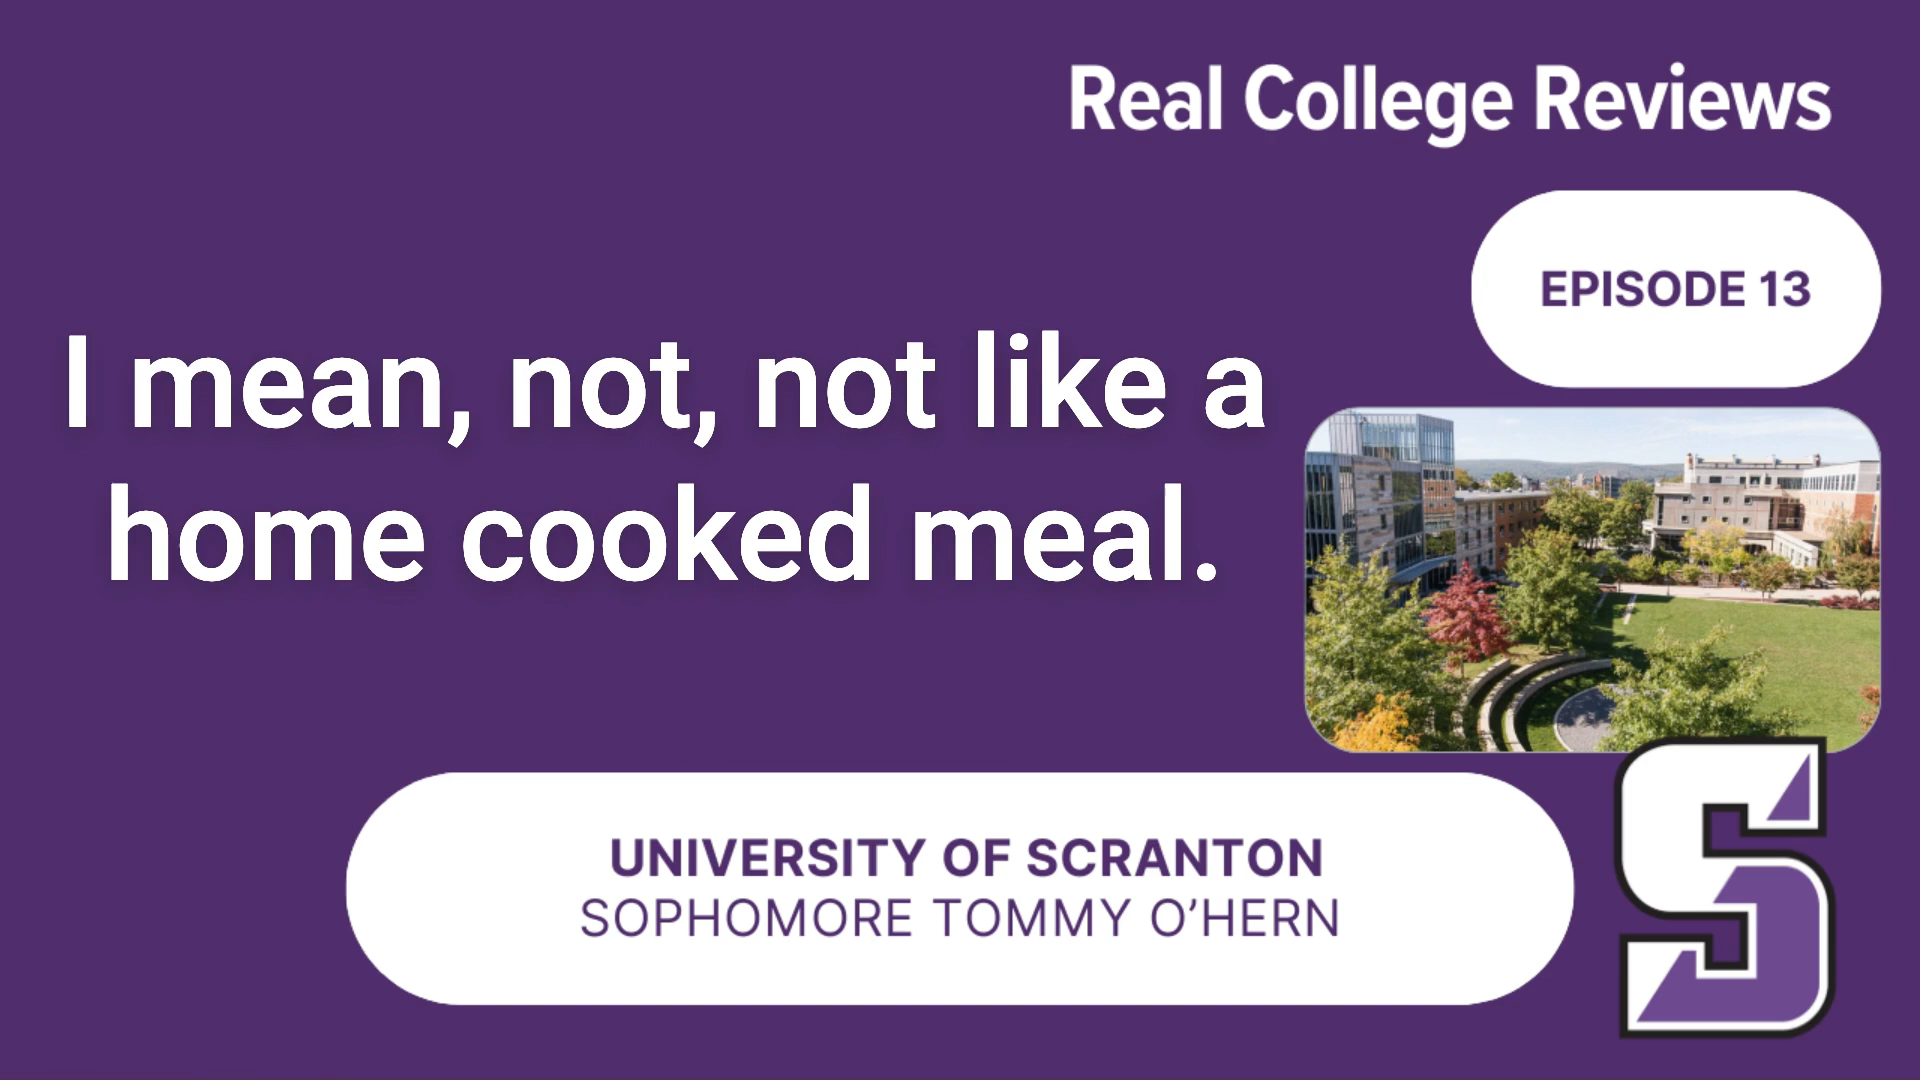 Real College Reviews
EPISODE 13
I mean, not, not like a
home cooked meal.
UNIVERSITY OF SCRANTON
SOPHOMORE TOMMY O’HERN
S